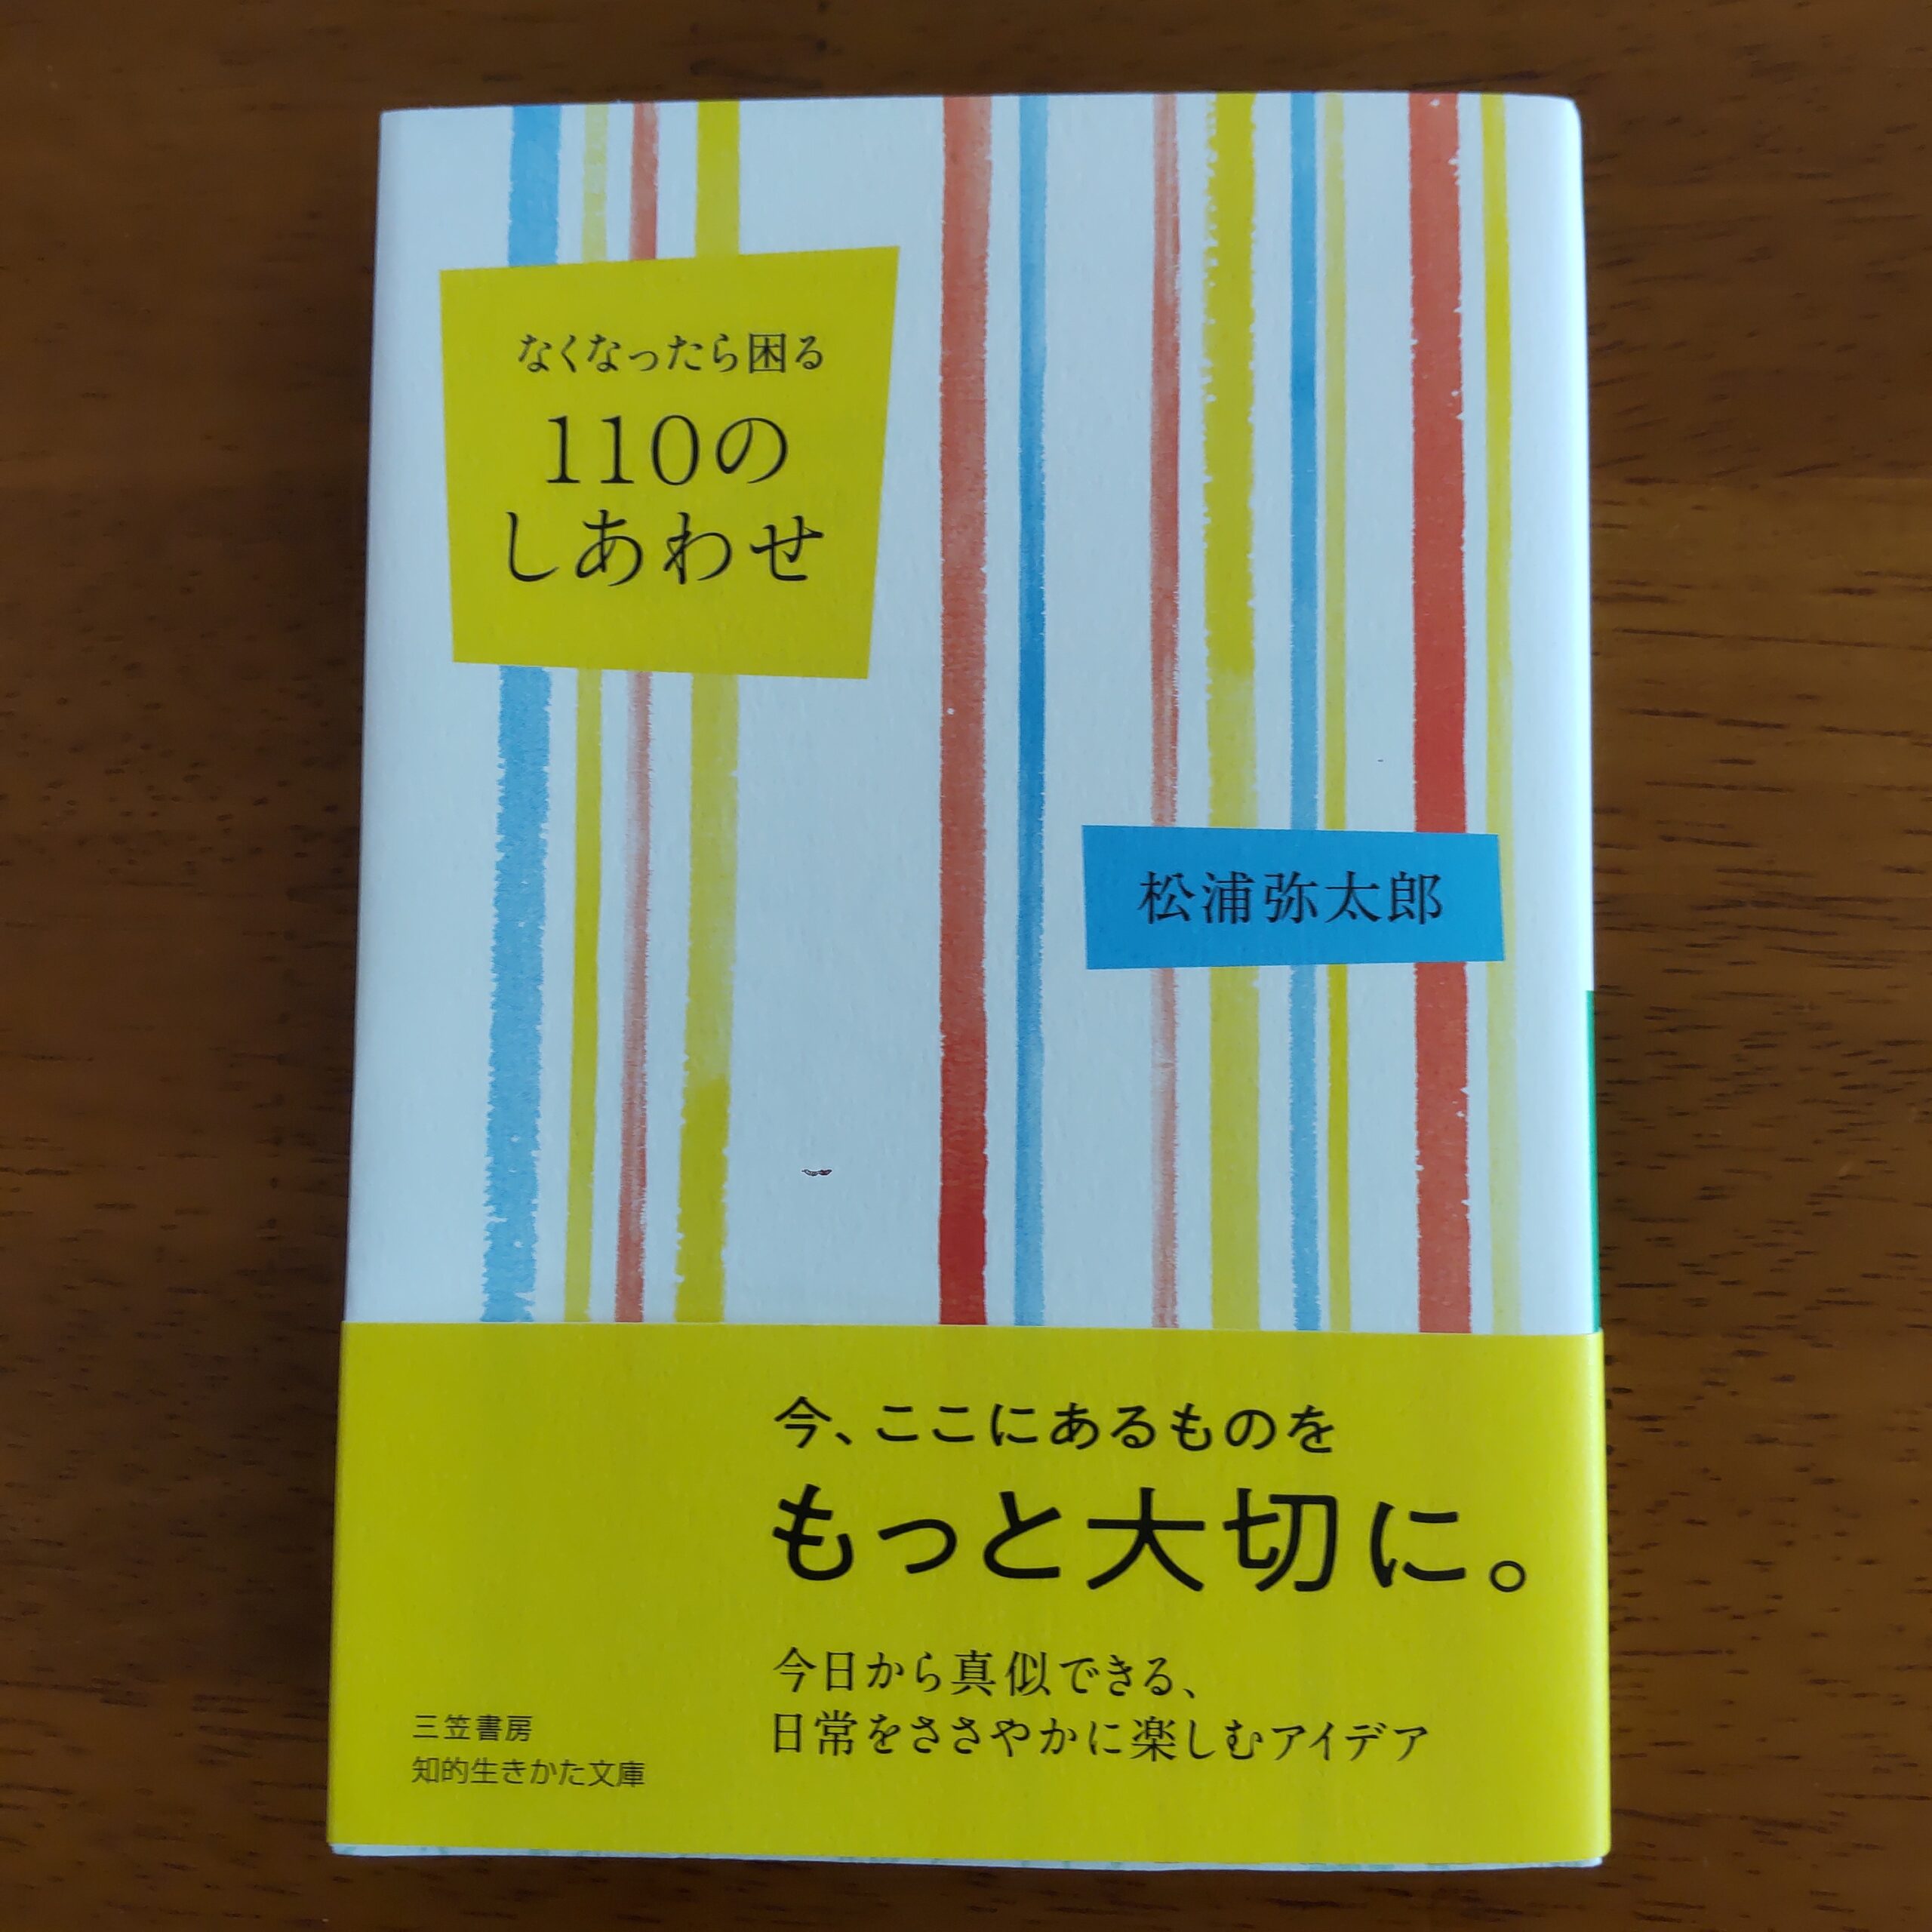 なくなったら困る
110の
しあわせ
松浦弥太郎
今、ここにあるものを
もっと大切に。
今日から真似できる、
日常をささやかに楽しむアイデア
三笠書房
知的生きかた文庫